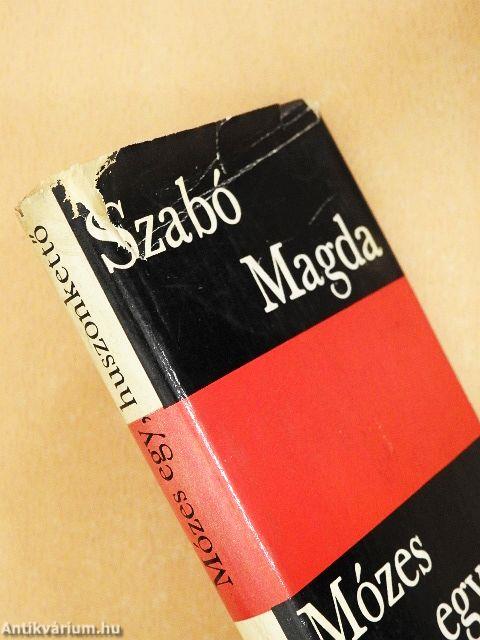 Szabó
Magda
Mózes
egy
Mózes egy, huszonkettő
Antikvárium.hu